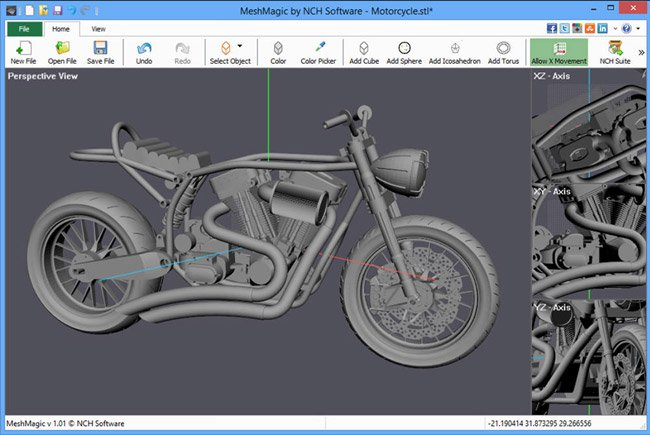 MeshMagic by NCH Software - Motorcycle.stl*
File Home View
New File Open File Save File Undo Redo Select Object Color Color Picker Add Cube Add Sphere Add Icosahedron Add Torus Allow X Movement NCH Suite »
Perspective View
XZ - Axis
XY - Axis
YZ - Axis
MeshMagic v 1.01 © NCH Software -21.190414 31.873295 29.266556